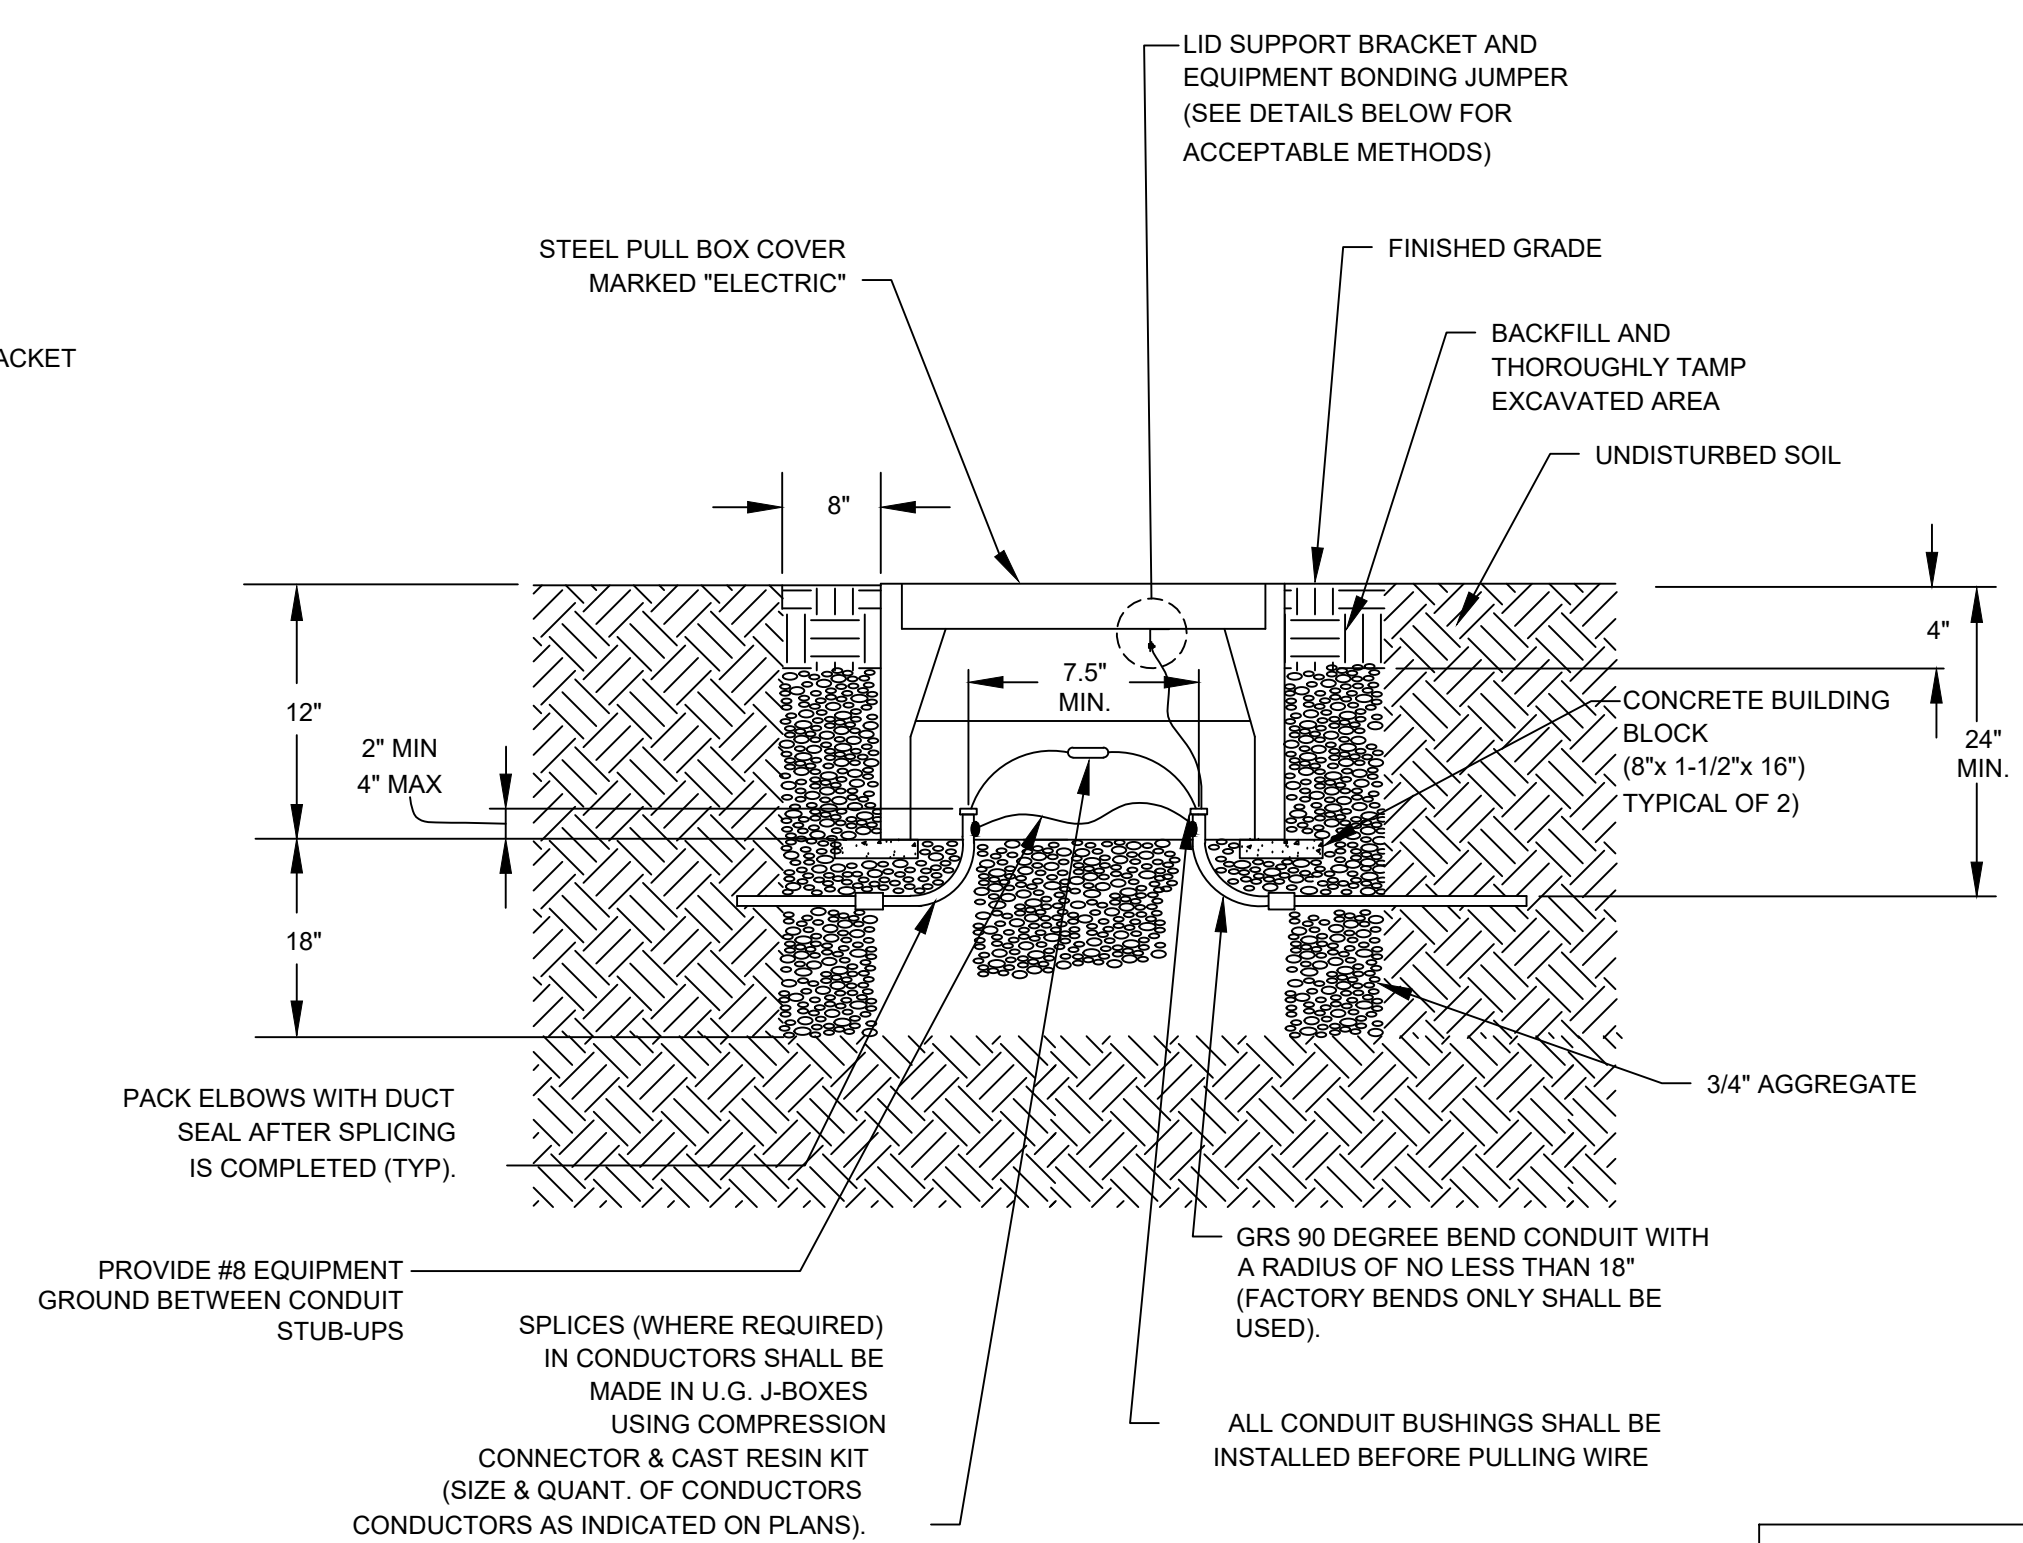 LID SUPPORT BRACKET AND
EQUIPMENT BONDING JUMPER
(SEE DETAILS BELOW FOR
ACCEPTABLE METHODS)
STEEL PULL BOX COVER
MARKED "ELECTRIC"
FINISHED GRADE
BACKFILL AND
THOROUGHLY TAMP
EXCAVATED AREA
ACKET
UNDISTURBED SOIL
8"
4"
7.5"
MIN.
12"
CONCRETE BUILDING
BLOCK
(8"x 1-1/2"x 16")
TYPICAL OF 2)
24"
MIN.
2" MIN
4" MAX
18"
3/4" AGGREGATE
PACK ELBOWS WITH DUCT
SEAL AFTER SPLICING
IS COMPLETED (TYP).
PROVIDE #8 EQUIPMENT
GROUND BETWEEN CONDUIT
STUB-UPS
GRS 90 DEGREE BEND CONDUIT WITH
A RADIUS OF NO LESS THAN 18"
(FACTORY BENDS ONLY SHALL BE
USED).
SPLICES (WHERE REQUIRED)
IN CONDUCTORS SHALL BE
MADE IN U.G. J-BOXES
USING COMPRESSION
CONNECTOR & CAST RESIN KIT
(SIZE & QUANT. OF CONDUCTORS
CONDUCTORS AS INDICATED ON PLANS).
ALL CONDUIT BUSHINGS SHALL BE
INSTALLED BEFORE PULLING WIRE